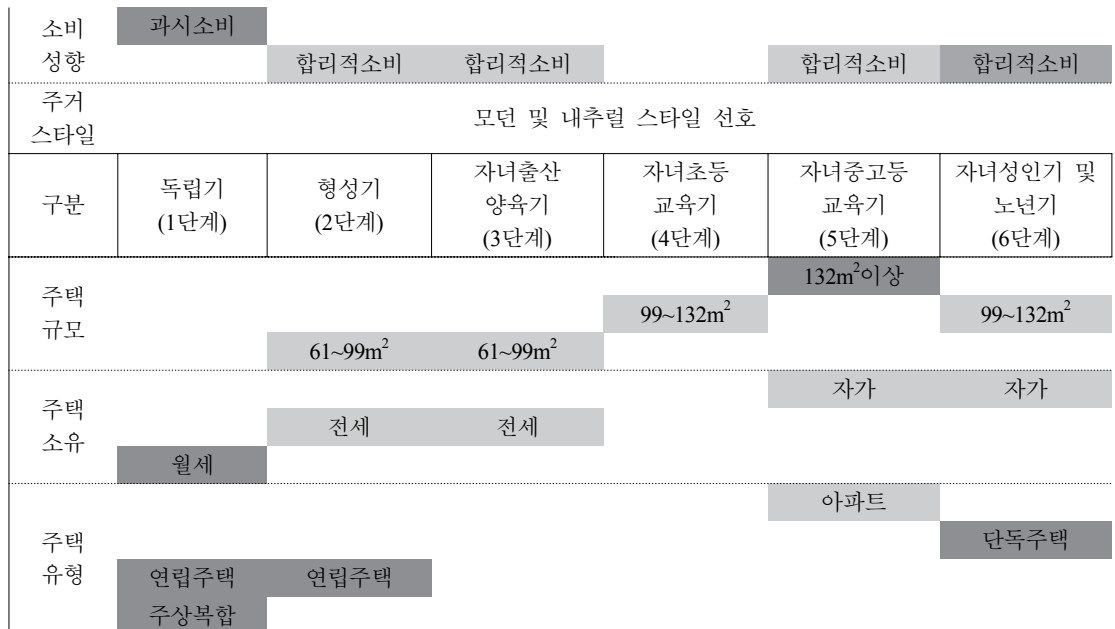 소비 성향
과시소비
합리적소비 합리적소비 합리적소비 합리적소비
주거 스타일
모던 및 내추럴 스타일 선호
구분
독립기 (1단계)
형성기 (2단계)
자녀출산 양육기 (3단계)
자녀초등 교육기 (4단계)
자녀중고등 교육기 (5단계)
자녀성인기 및 노년기 (6단계)
주택 규모
132m²이상
99~132m² 99~132m²
61~99m² 61~99m²
주택 소유
자가 자가
전세 전세
월세
주택 유형
아파트
단독주택
연립주택 연립주택
주상복합